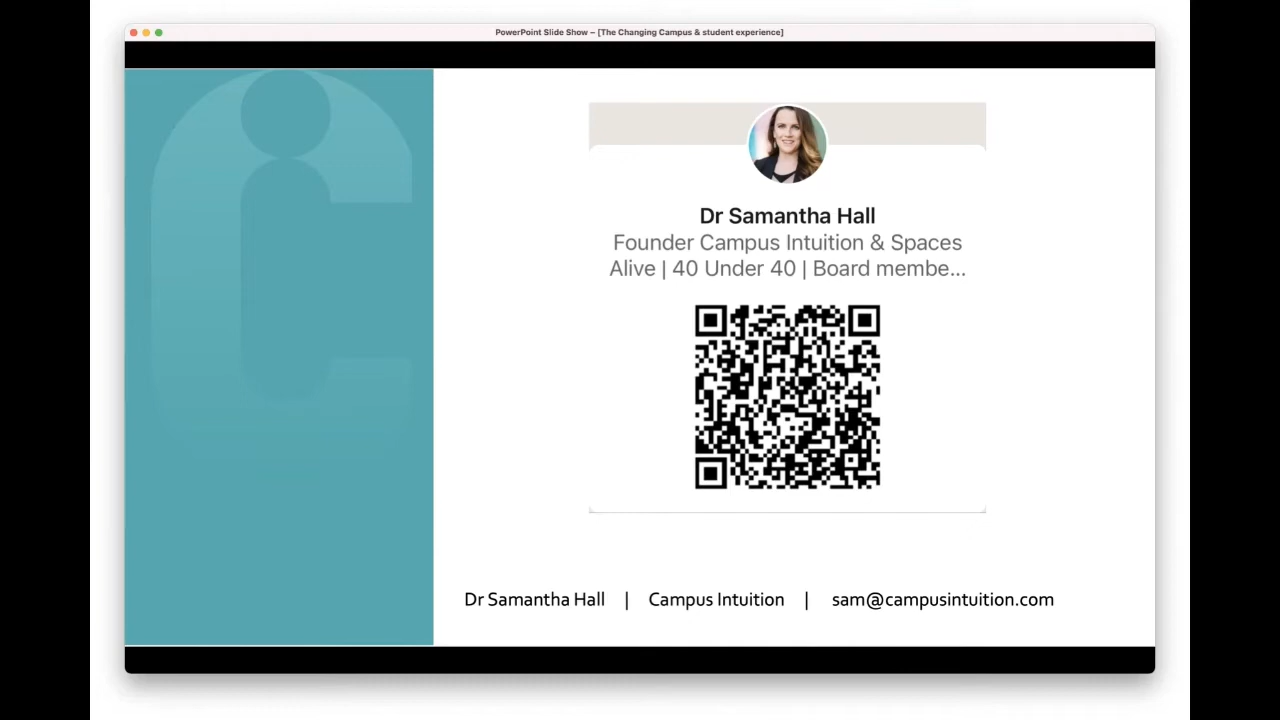 PowerPoint Slide Show – [The Changing Campus & student experience]
Dr Samantha Hall
Founder Campus Intuition & Spaces
Alive | 40 Under 40 | Board membe...
Dr Samantha Hall | Campus Intuition | sam@campusintuition.com